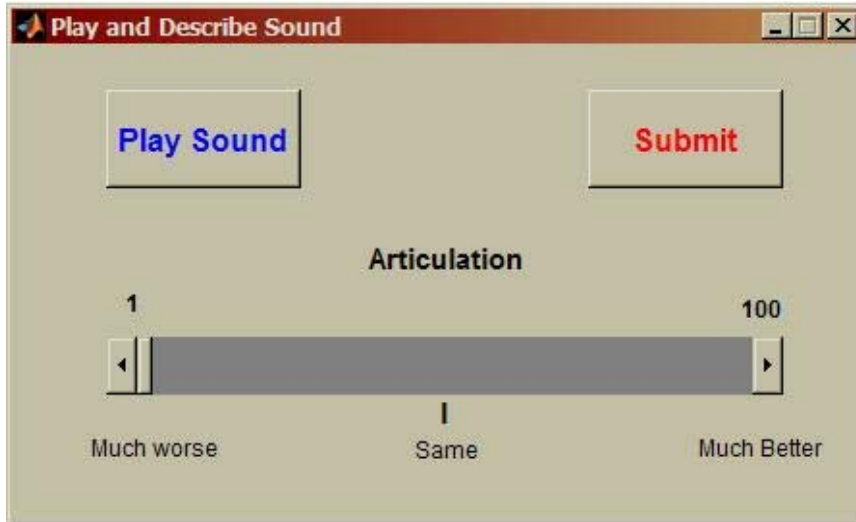 Play and Describe Sound
Play Sound
Submit
Articulation
1
100
Much worse
Same
Much Better